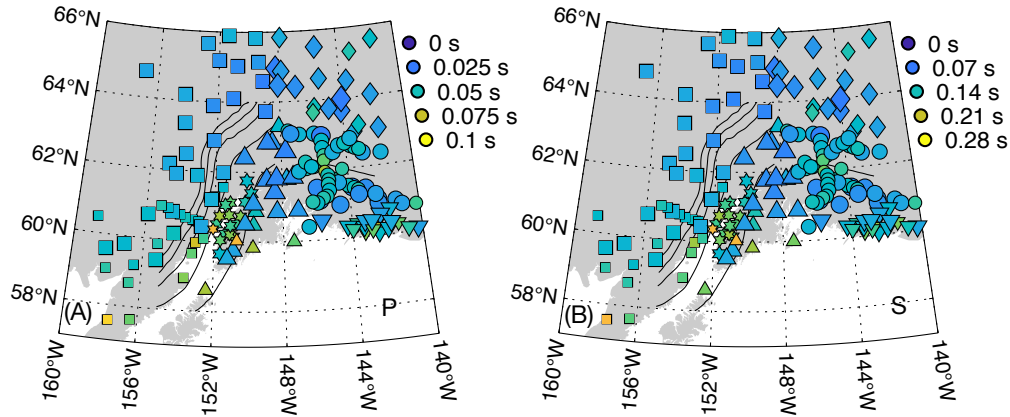 66°N
64°N
62°N
60°N
58°N
(A)
P
0 s
0.025 s
0.05 s
0.075 s
0.1 s
160°W
156°W
152°W
148°W
144°W
140°W
66°N
64°N
62°N
60°N
58°N
(B)
S
0 s
0.07 s
0.14 s
0.21 s
0.28 s
160°W
156°W
152°W
148°W
144°W
140°W